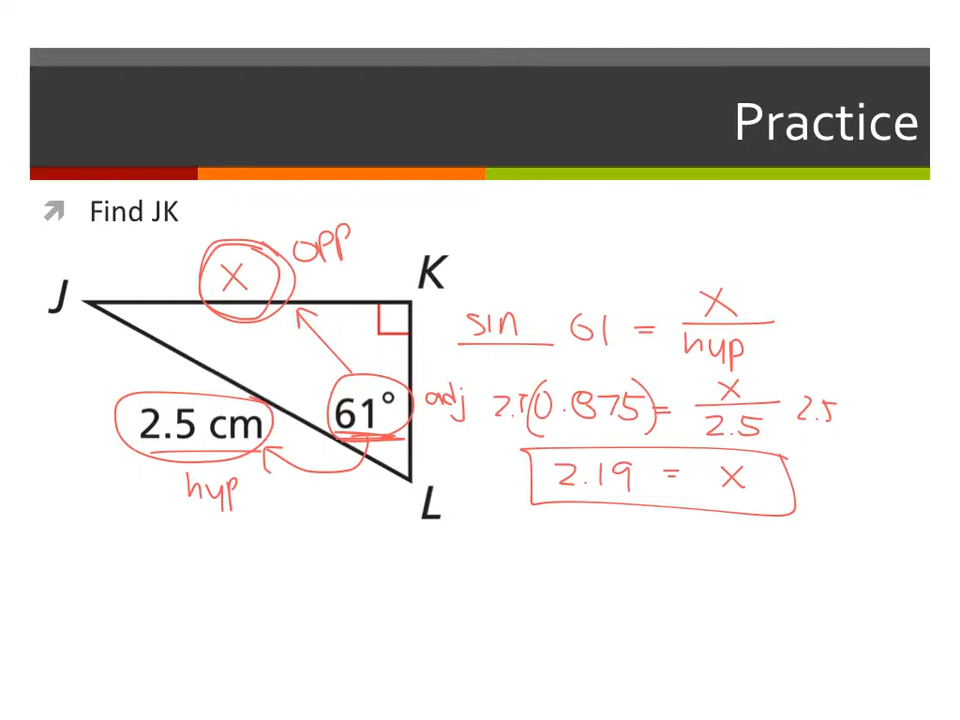 Practice
Find JK
opp
X
J
K
sin 61 = X / hyp
61°
adj
2.5 (0.875) = X / 2.5 2.5
2.5 cm
2.19 = X
hyp
L